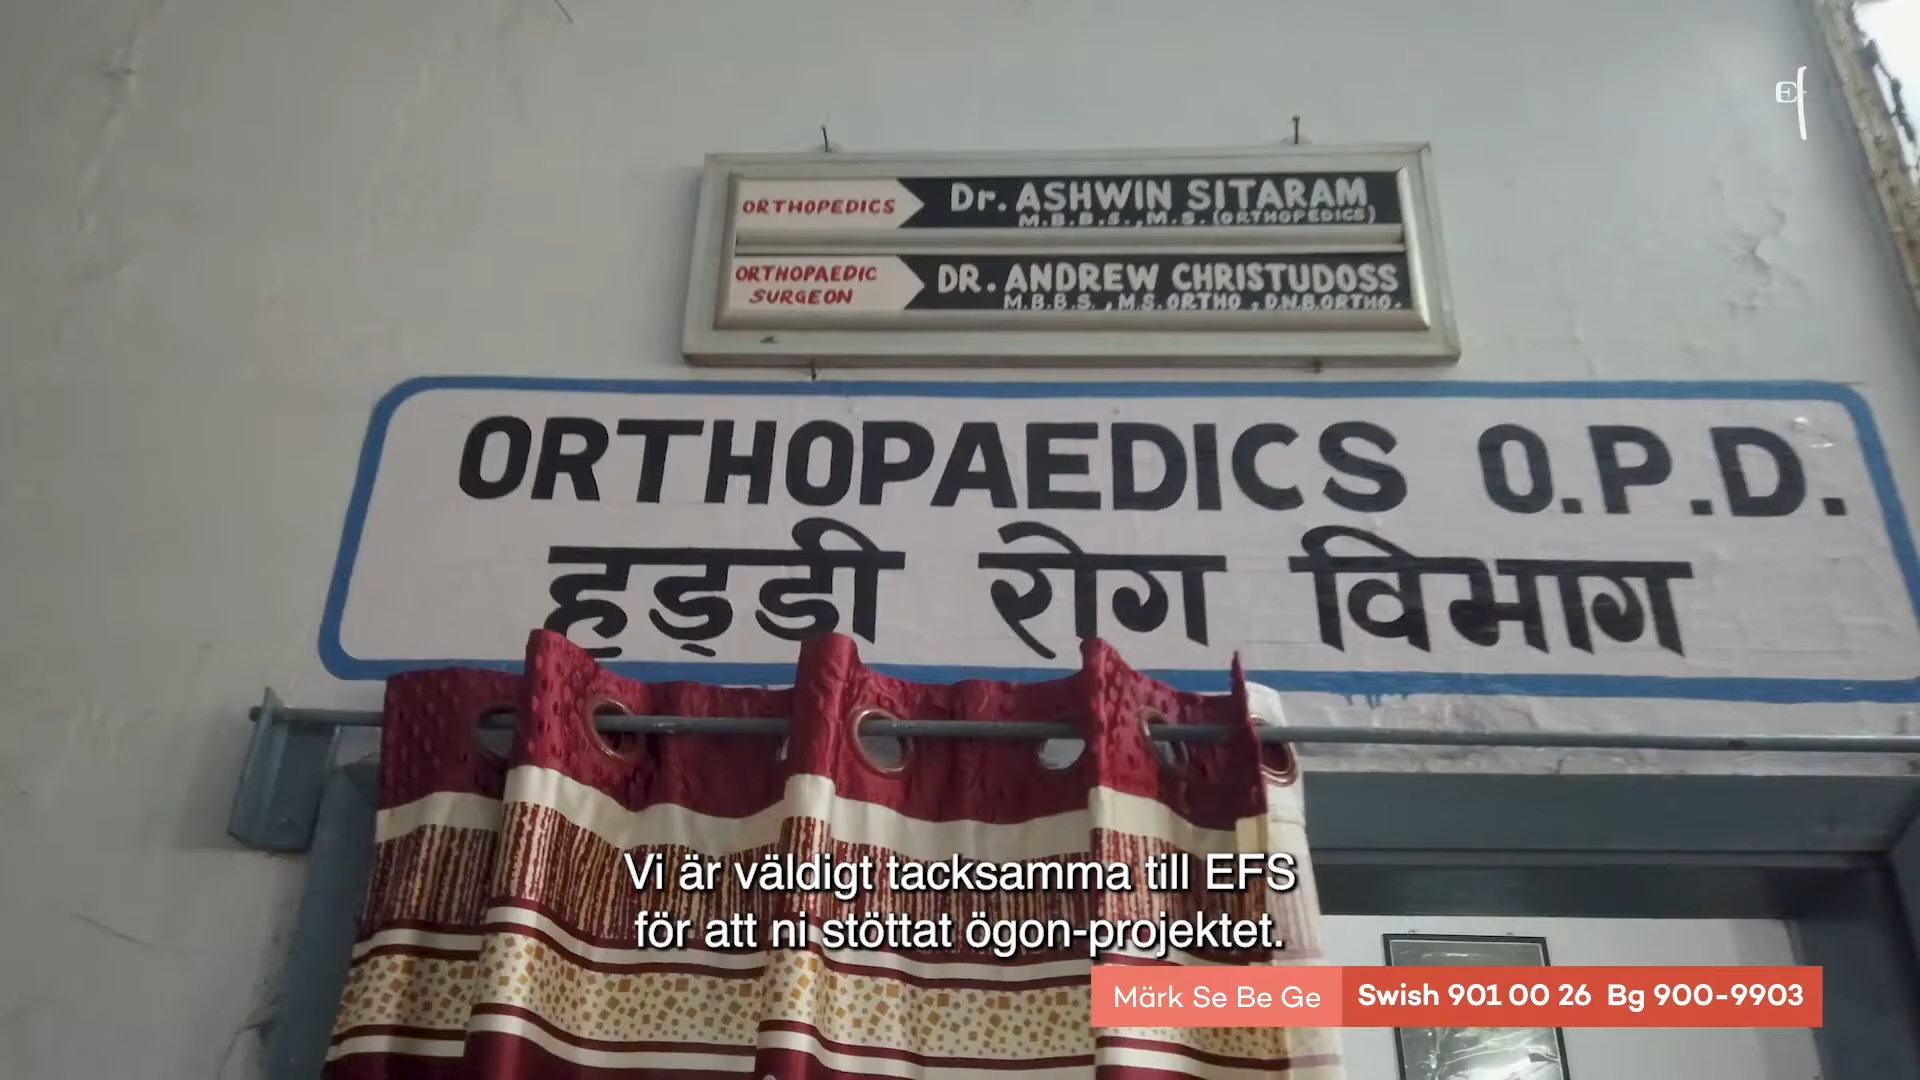 Ef
ORTHOPEDICS Dr. ASHWIN SITARAM
M.B.B.S., M.S. (ORTHOPEDICS)
ORTHOPAEDIC SURGEON DR. ANDREW CHRISTUDOSS
M.B.B.S., M.S. ORTHO, D.N.B. ORTHO.
ORTHOPAEDICS O.P.D.
हड्डी रोग विभाग
Vi är väldigt tacksamma till EFS
för att ni stöttat ögon-projektet.
Märk Se Be Ge Swish 901 00 26 Bg 900-9903